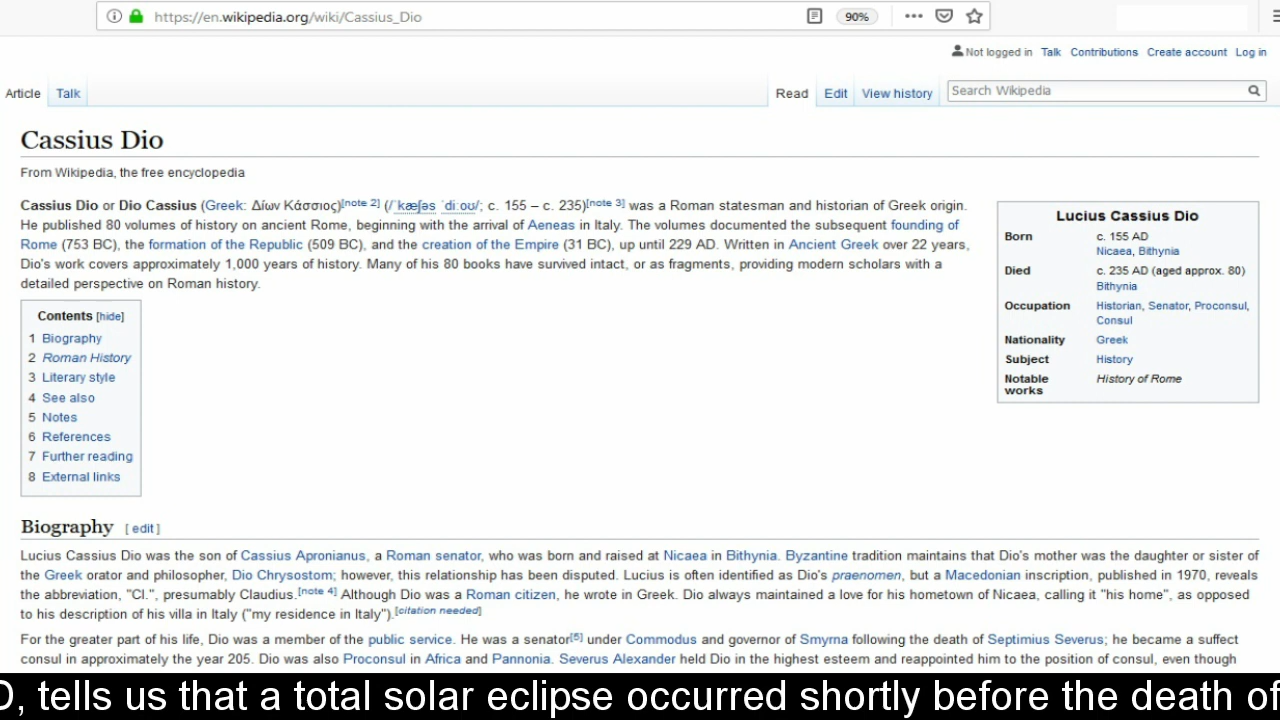 https://en.wikipedia.org/wiki/Cassius_Dio
90%
Not logged in Talk Contributions Create account Log in
Article Talk Read Edit View history Search Wikipedia
Cassius Dio
From Wikipedia, the free encyclopedia
Cassius Dio or Dio Cassius (Greek: Δίων Κάσσιος)[note 2] (/ˈkæʃəs ˈdiːoʊ/; c. 155 – c. 235)[note 3] was a Roman statesman and historian of Greek origin.
He published 80 volumes of history on ancient Rome, beginning with the arrival of Aeneas in Italy. The volumes documented the subsequent founding of
Rome (753 BC), the formation of the Republic (509 BC), and the creation of the Empire (31 BC), up until 229 AD. Written in Ancient Greek over 22 years,
Dio's work covers approximately 1,000 years of history. Many of his 80 books have survived intact, or as fragments, providing modern scholars with a
detailed perspective on Roman history.
Lucius Cassius Dio
Born c. 155 AD
Nicaea, Bithynia
Died c. 235 AD (aged approx. 80)
Bithynia
Occupation Historian, Senator, Proconsul,
Consul
Nationality Greek
Subject History
Notable works History of Rome
Contents [hide]
1 Biography
2 Roman History
3 Literary style
4 See also
5 Notes
6 References
7 Further reading
8 External links
Biography [ edit ]
Lucius Cassius Dio was the son of Cassius Apronianus, a Roman senator, who was born and raised at Nicaea in Bithynia. Byzantine tradition maintains that Dio's mother was the daughter or sister of
the Greek orator and philosopher, Dio Chrysostom; however, this relationship has been disputed. Lucius is often identified as Dio's praenomen, but a Macedonian inscription, published in 1970, reveals
the abbreviation, "Cl.", presumably Claudius.[note 4] Although Dio was a Roman citizen, he wrote in Greek. Dio always maintained a love for his hometown of Nicaea, calling it "his home", as opposed
to his description of his villa in Italy ("my residence in Italy").[citation needed]
For the greater part of his life, Dio was a member of the public service. He was a senator[5] under Commodus and governor of Smyrna following the death of Septimius Severus; he became a suffect
consul in approximately the year 205. Dio was also Proconsul in Africa and Pannonia. Severus Alexander held Dio in the highest esteem and reappointed him to the position of consul, even though
D, tells us that a total solar eclipse occurred shortly before the death of